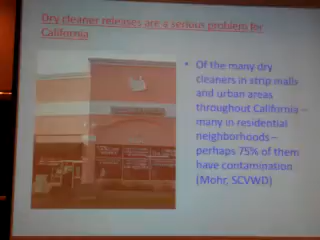 Dry cleaner releases are a serious problem for
California
• Of the many dry
cleaners in strip malls
and urban areas
throughout California –
many in residential
neighborhoods –
perhaps 75% of them
have contamination
(Mohr, SCVWD)